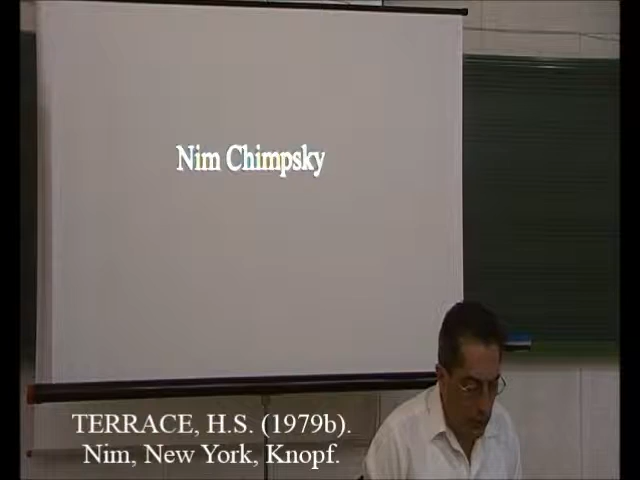 Nim Chimpsky
TERRACE, H.S. (1979b).
Nim, New York, Knopf.